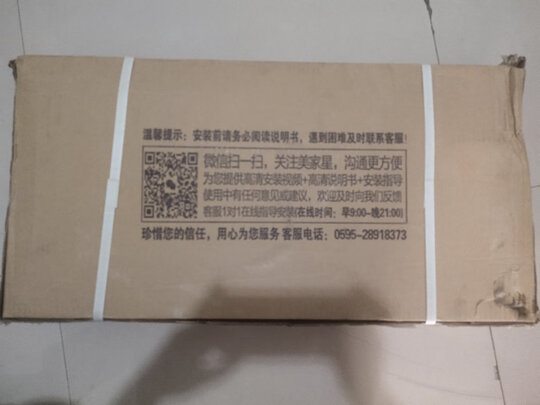 温馨提示：安装前请务必阅读说明书，遇到困难及时联系客服！
微信扫一扫，关注美家星，沟通更方便
为您提供高清安装视频+高清说明书+安装指导
使用中有任何意见或建议，欢迎及时向我们反馈
客服1对1在线指导安装(在线时间：早9:00-晚21:00)
珍惜您的信任，用心为您服务 客服电话：0595-28918373